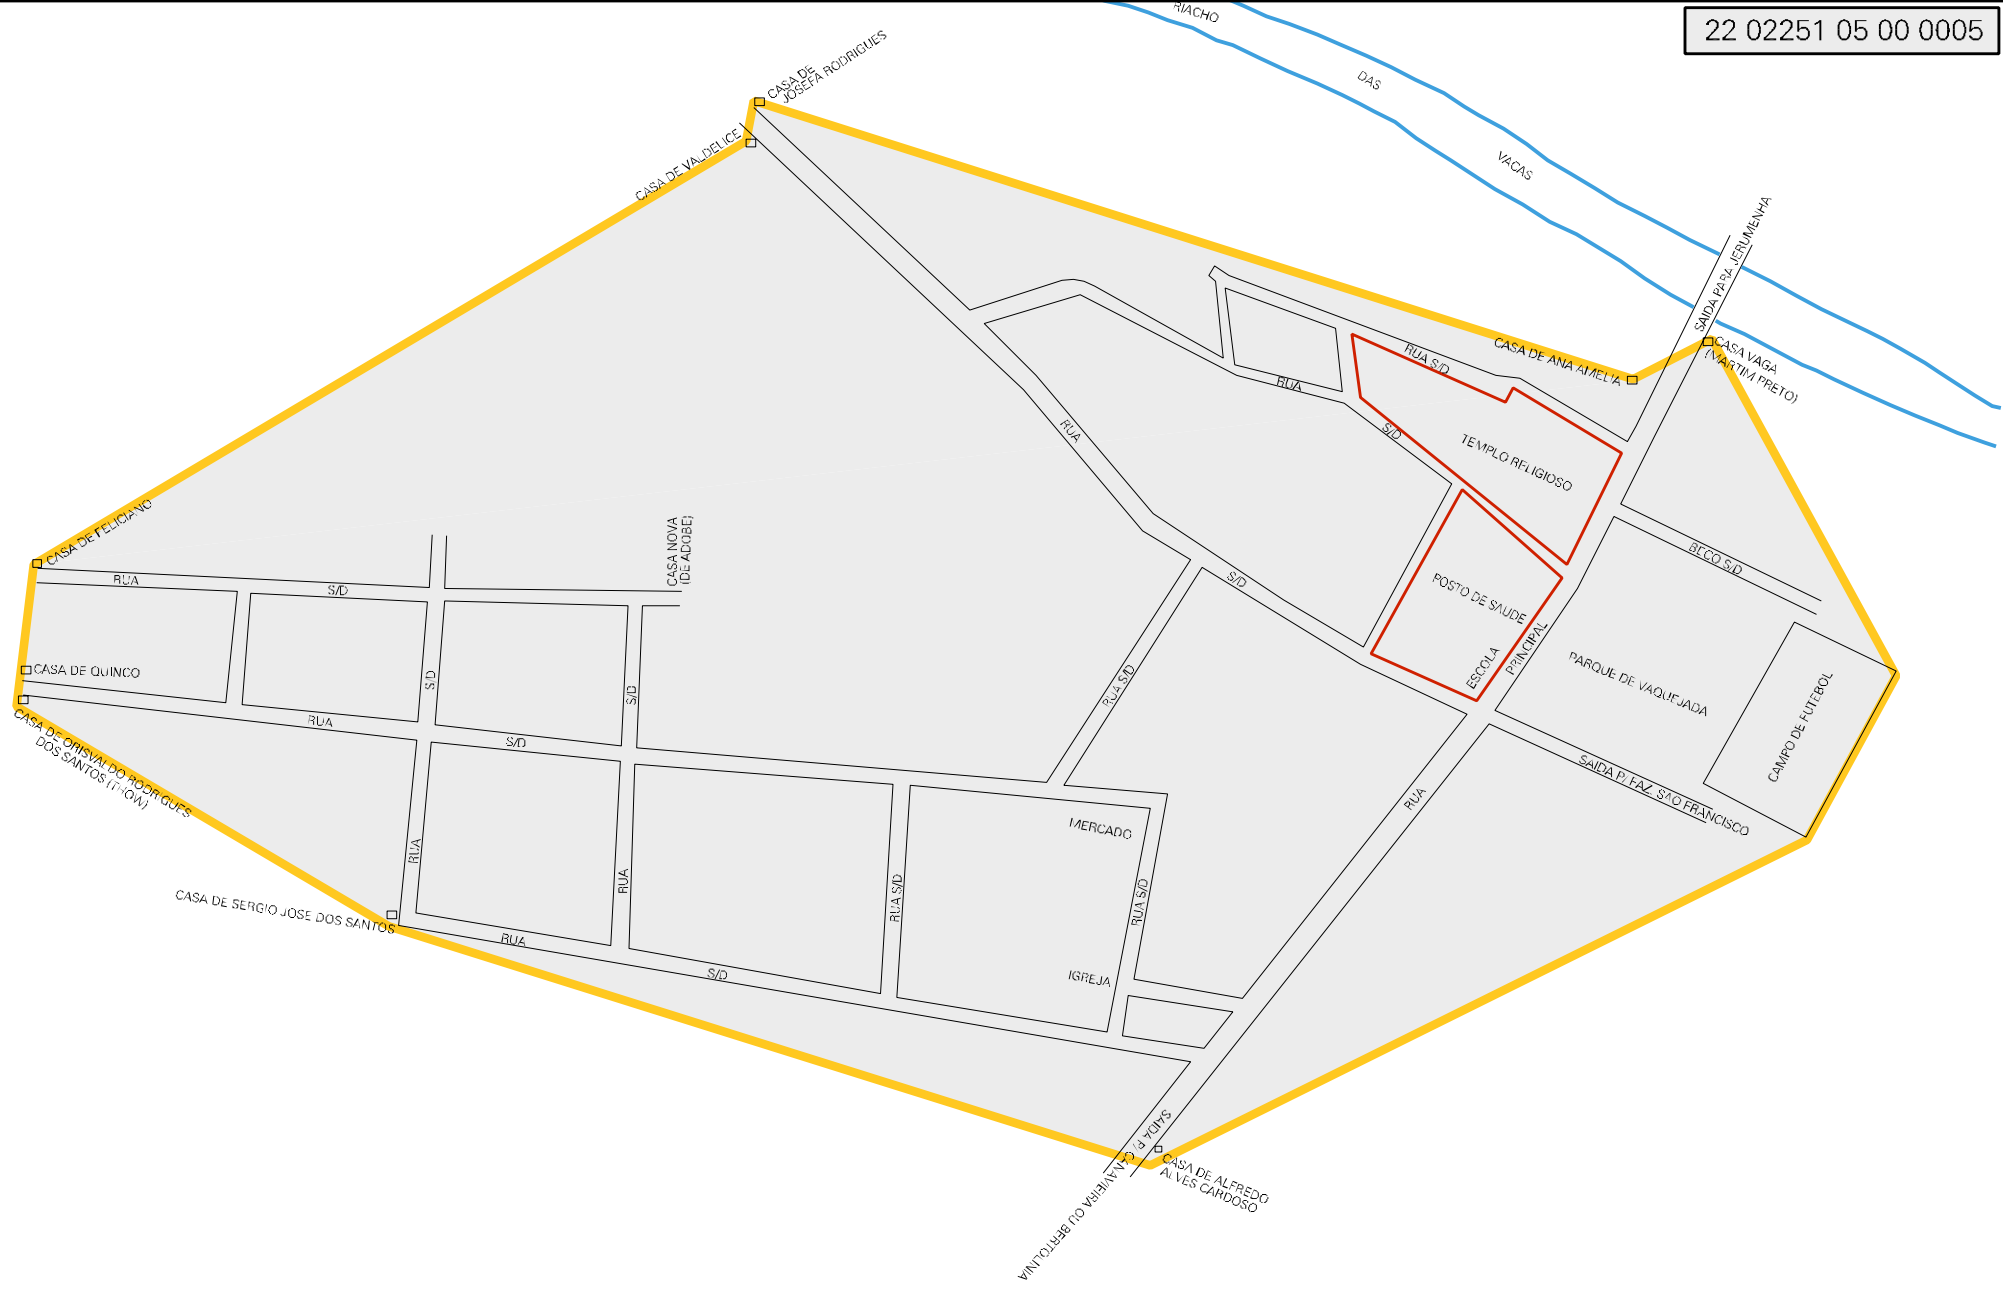 RIACHO
22 02251 05 00 0005
CASA DE
JOSEFA RODRIGUES
DAS
CASA DE VALDELICE
VACAS
SAIDA PARA JERUMENHA
CASA DE ANA AMELIA
CASA VAGA
(MARTIM PRETO)
RUA S/D
RUA
S/D
RUA
TEMPLO RELIGIOSO
CASA DE FELICIANO
CASA NOVA
(DE ADOBE)
BECO S/D
RUA
S/D
S/D
POSTO DE SAUDE
PRINCIPAL
ESCOLA
PARQUE DE VAQUEJADA
CASA DE QUINCO
S/D
S/D
RUA S/D
CAMPO DE FUTEBOL
CASA DE ORISVALDO RODRIGUES
DOS SANTOS (THOW)
RUA
S/D
SAIDA P/ FAZ. SAO FRANCISCO
RUA
MERCADO
RUA
RUA
RUA S/D
RUA S/D
CASA DE SERGIO JOSE DOS SANTOS
RUA
S/D
IGREJA
SAIDA P/ CANAVIEIRA OU BERTOLINIA
CASA DE ALFREDO
ALVES CARDOSO